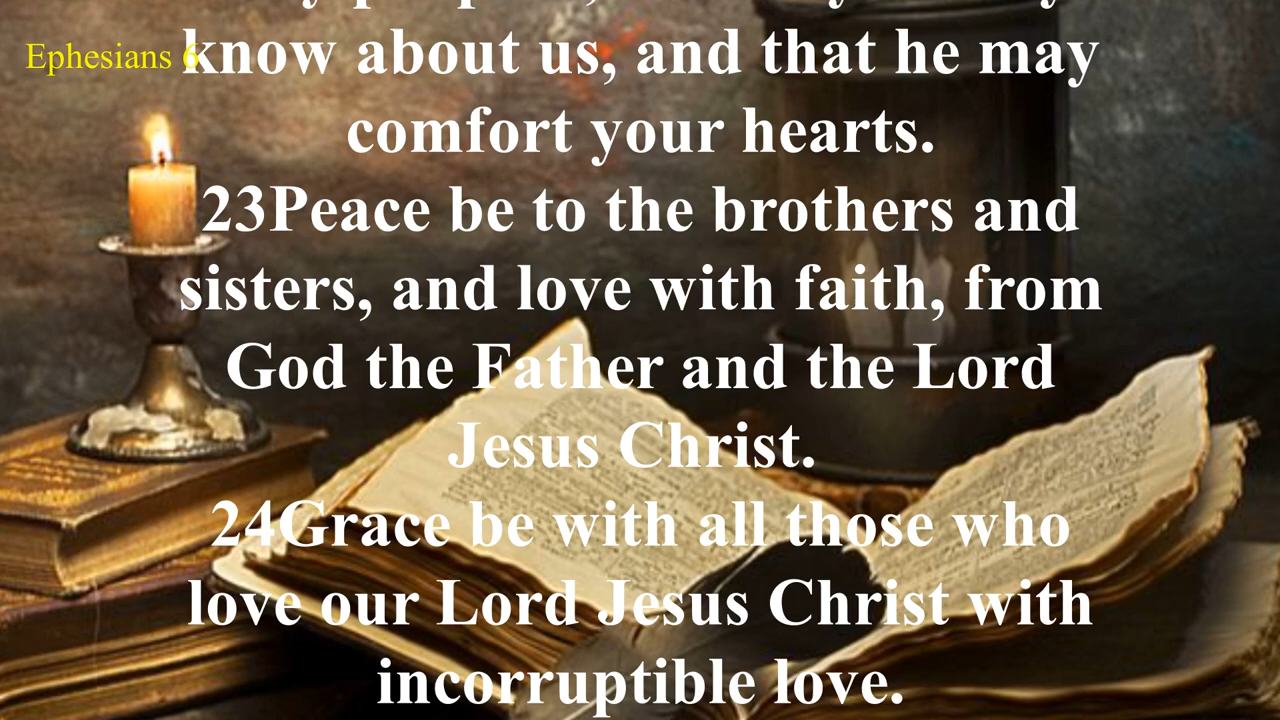 Ephesians 6
know about us, and that he may
comfort your hearts.
23Peace be to the brothers and
sisters, and love with faith, from
God the Father and the Lord
Jesus Christ.
24Grace be with all those who
love our Lord Jesus Christ with
incorruptible love.